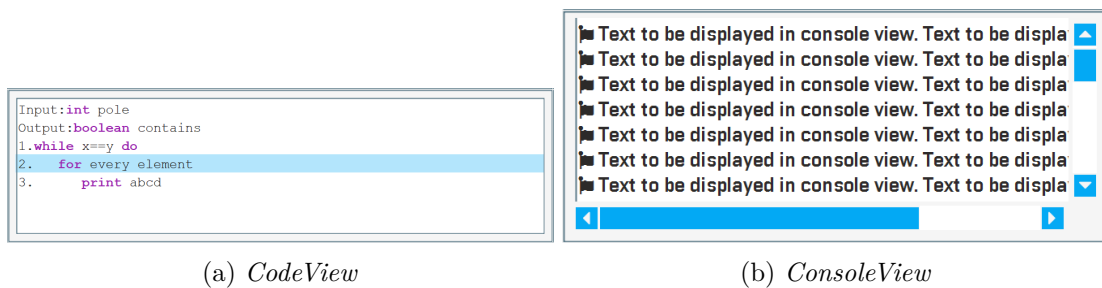 Input:int pole
Output:boolean contains
1.while x==y do
2.   for every element
3.      print abcd
(a) CodeView
Text to be displayed in console view. Text to be displa
Text to be displayed in console view. Text to be displa
Text to be displayed in console view. Text to be displa
Text to be displayed in console view. Text to be displa
Text to be displayed in console view. Text to be displa
Text to be displayed in console view. Text to be displa
Text to be displayed in console view. Text to be displa
(b) ConsoleView